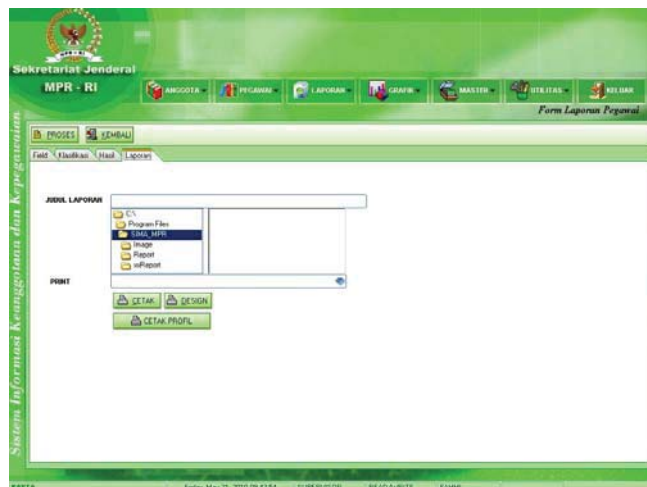 Sekretariat Jenderal
MPR - RI
ANGGOTA
PEGAWAI
LAPORAN
GRAFIK
MASTER
UTILITAS
KELUAR
Form Laporan Pegawai
PROSES
KEMBALI
Field
Klasifikasi
Hasil
Laporan
JUDUL LAPORAN
C:\
Program Files
SIMA_MPR
Image
Report
PRINT
CETAK
DESIGN
CETAK PROFIL
Sistem Informasi Keanggotaan dan Kepegawaian